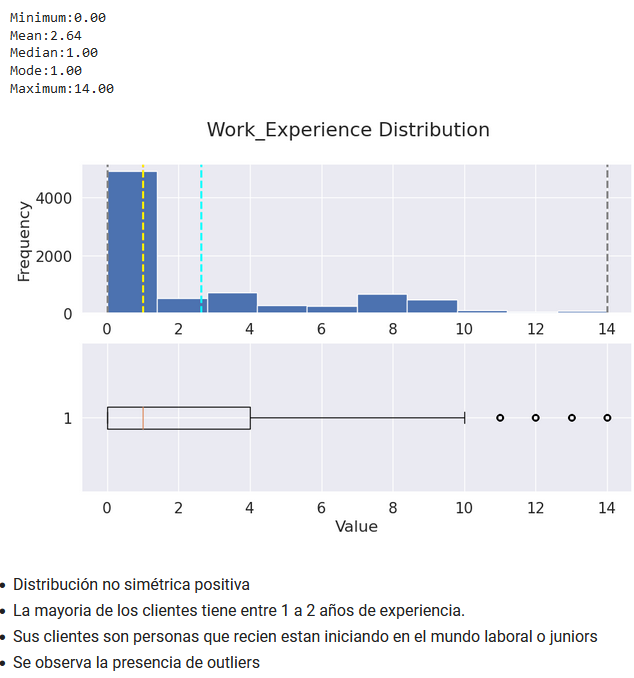 Minimum:0.00
Mean:2.64
Median:1.00
Mode:1.00
Maximum:14.00
Work_Experience Distribution
Frequency
4000
2000
0
0 2 4 6 8 10 12 14
1
0 2 4 6 8 10 12 14
Value
• Distribución no simétrica positiva
• La mayoria de los clientes tiene entre 1 a 2 años de experiencia.
• Sus clientes son personas que recien estan iniciando en el mundo laboral o juniors
• Se observa la presencia de outliers